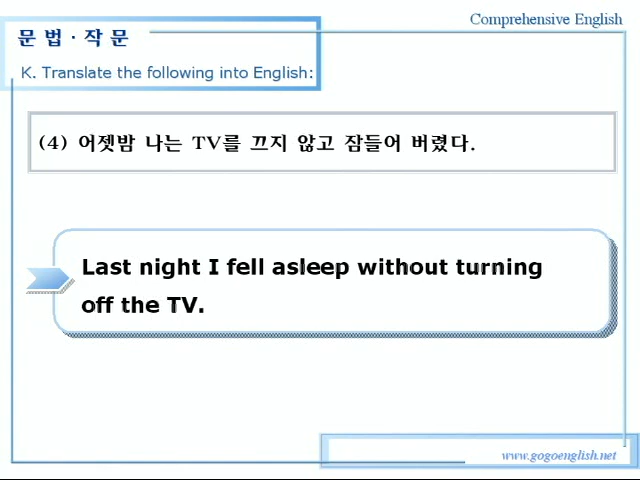 Comprehensive English
문 법 · 작 문
K. Translate the following into English:
(4) 어젯밤 나는 TV를 끄지 않고 잠들어 버렸다.
Last night I fell asleep without turning
off the TV.
www.gogoenglish.net